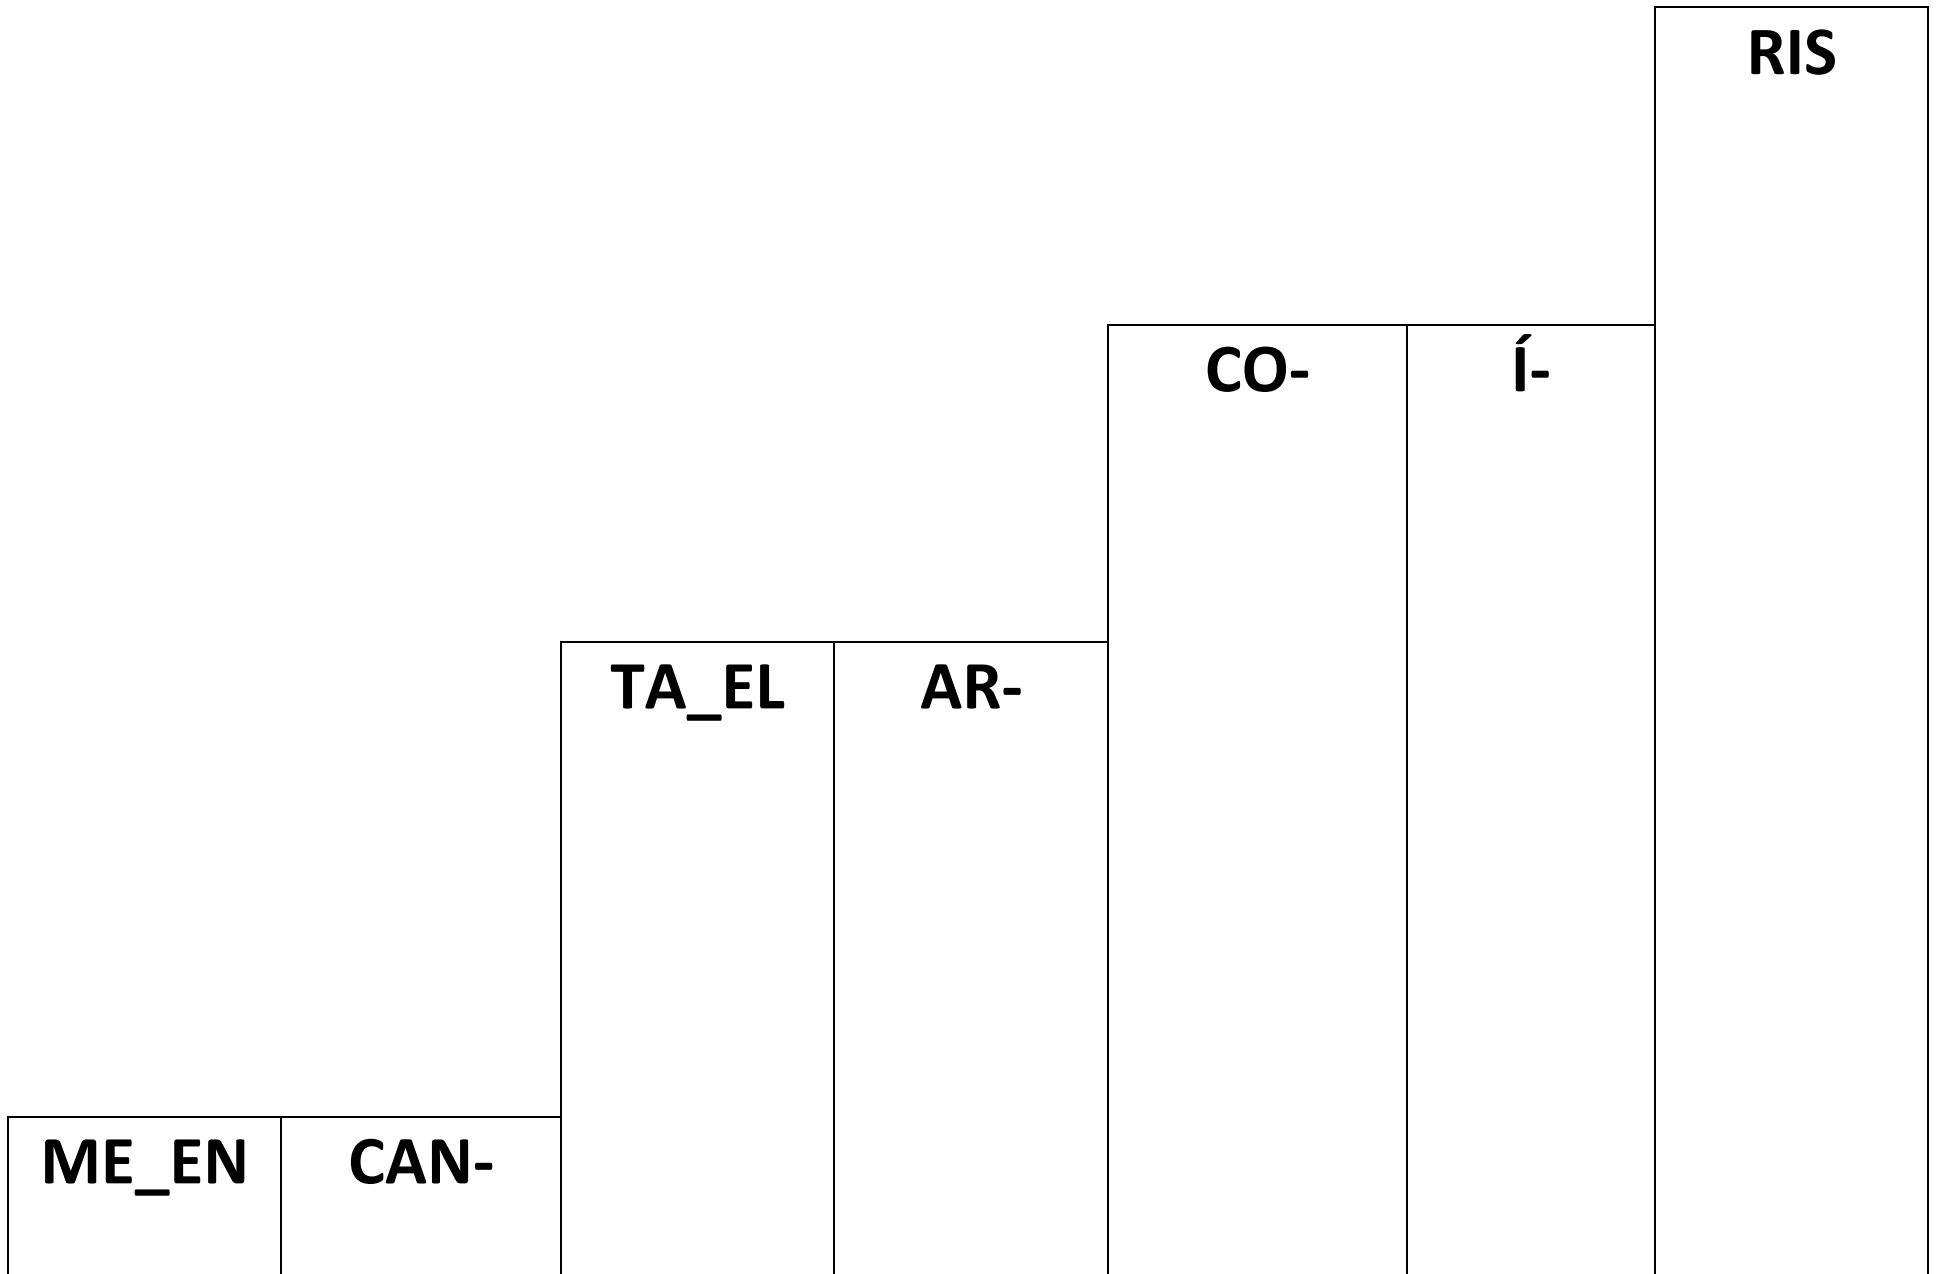 RIS
CO- Í-
TA_EL AR-
ME_EN CAN-